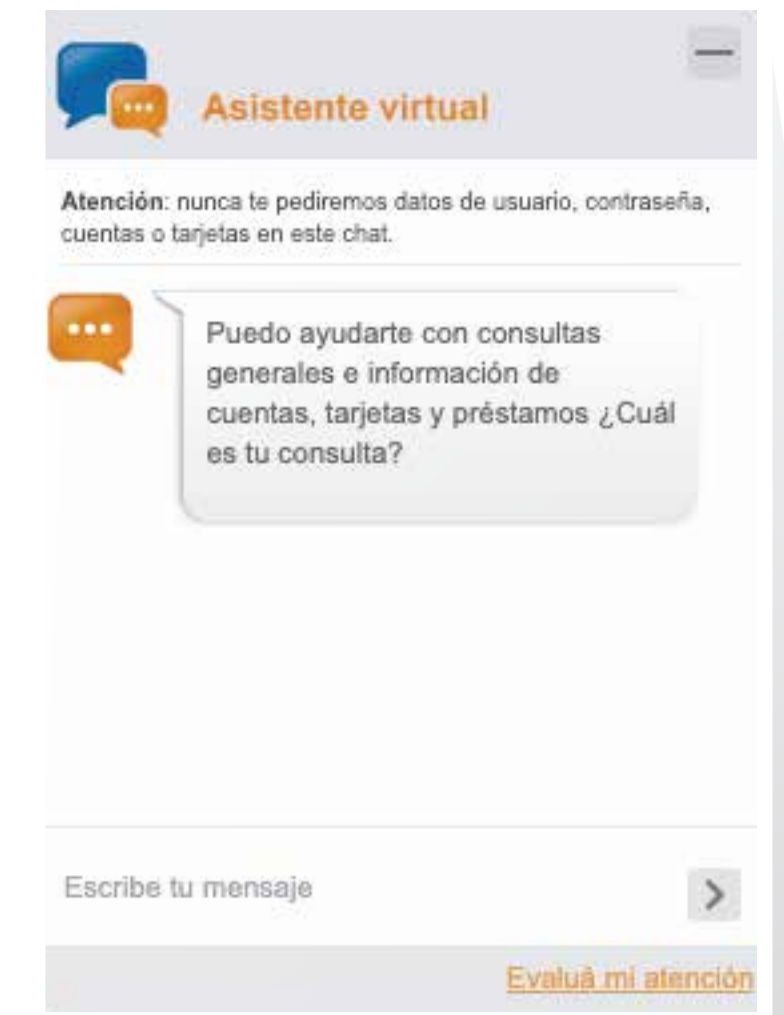 Asistente virtual
Atención: nunca te pediremos datos de usuario, contraseña,
cuentas o tarjetas en este chat.
Puedo ayudarte con consultas
generales e información de
cuentas, tarjetas y préstamos ¿Cuál
es tu consulta?
Escribe tu mensaje
Evaluá mi atención